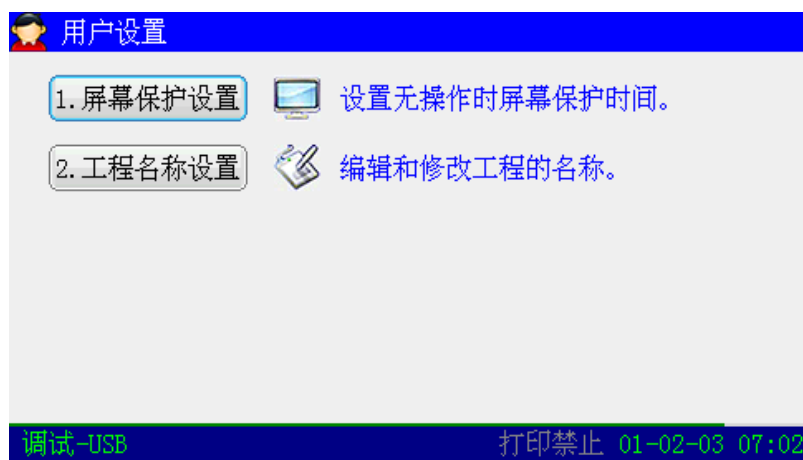 用户设置
1.屏幕保护设置 设置无操作时屏幕保护时间。
2.工程名称设置 编辑和修改工程的名称。
调试-USB 打印禁止 01-02-03 07:02